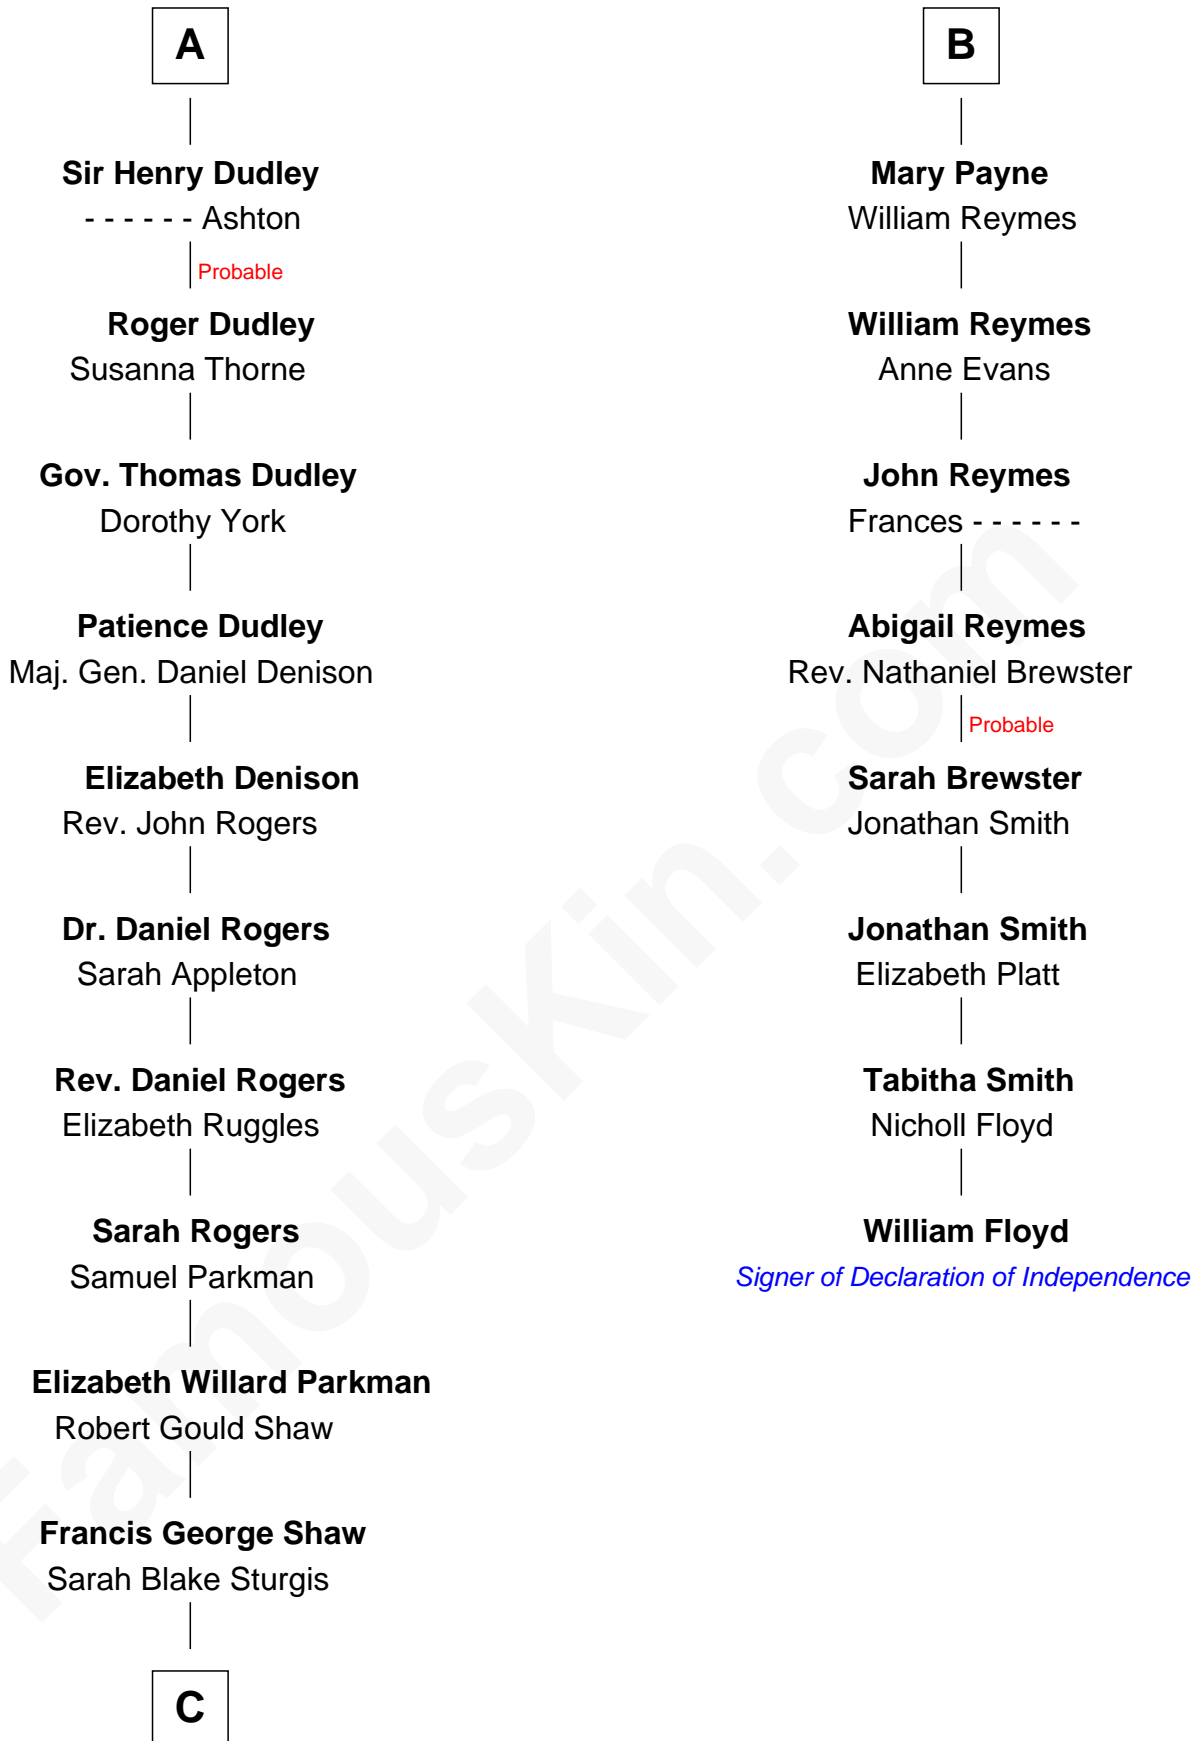 A
Sir Henry Dudley
- - - - - - Ashton
Probable
Roger Dudley
Susanna Thorne
Gov. Thomas Dudley
Dorothy York
Patience Dudley
Maj. Gen. Daniel Denison
Elizabeth Denison
Rev. John Rogers
Dr. Daniel Rogers
Sarah Appleton
Rev. Daniel Rogers
Elizabeth Ruggles
Sarah Rogers
Samuel Parkman
Elizabeth Willard Parkman
Robert Gould Shaw
Francis George Shaw
Sarah Blake Sturgis
C
B
Mary Payne
William Reymes
William Reymes
Anne Evans
John Reymes
Frances - - - - - -
Abigail Reymes
Rev. Nathaniel Brewster
Probable
Sarah Brewster
Jonathan Smith
Jonathan Smith
Elizabeth Platt
Tabitha Smith
Nicholl Floyd
William Floyd
Signer of Declaration of Independence
FamousKin.com